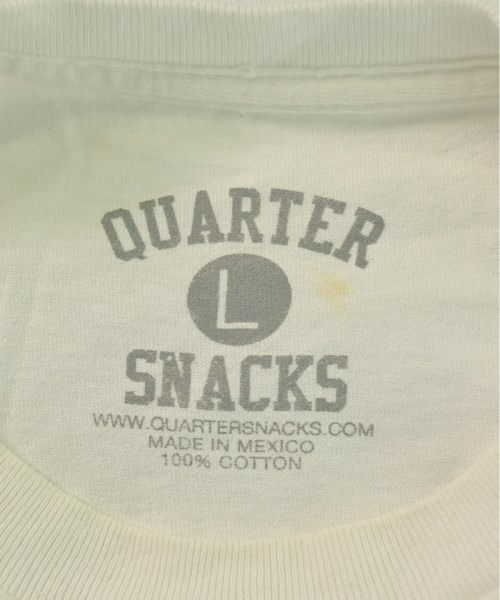 QUARTER
L
SNACKS
WWW.QUARTERSNACKS.COM
MADE IN MEXICO
100% COTTON